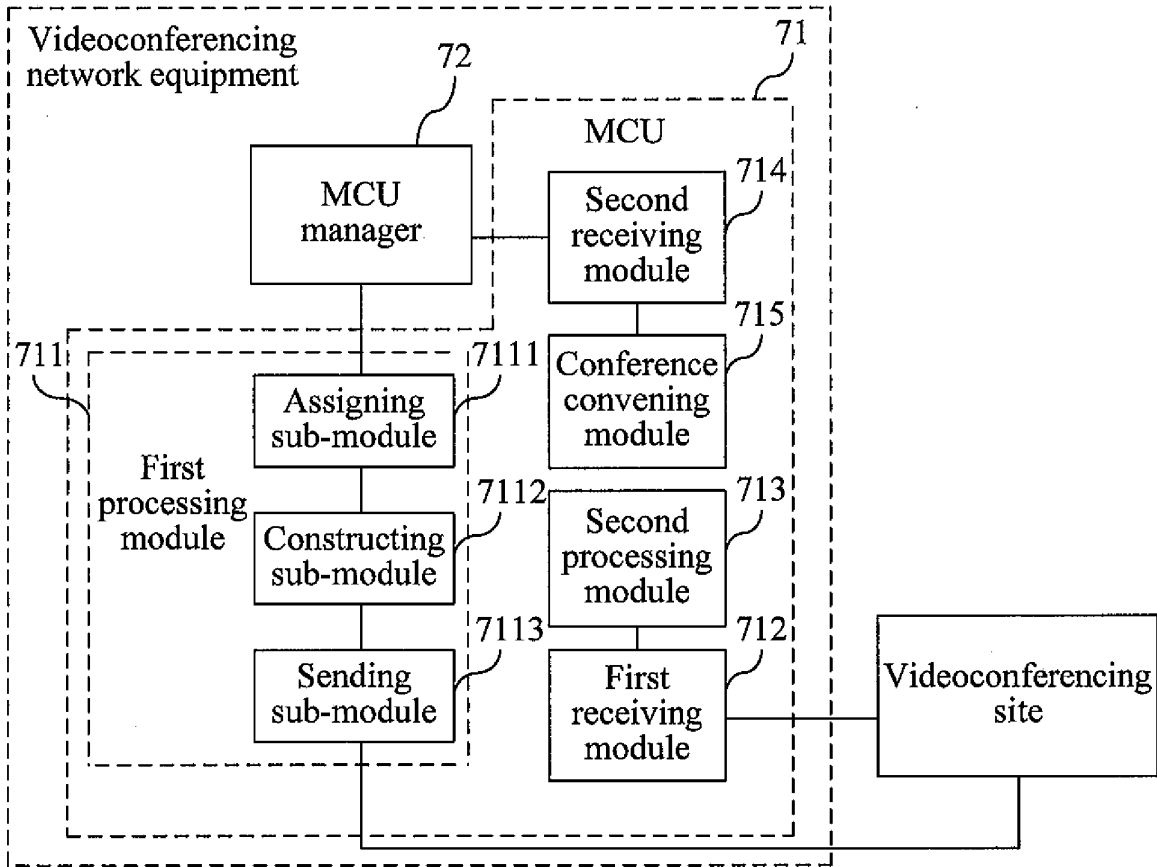 Videoconferencing
network equipment
72
71
MCU
MCU
manager
714
Second
receiving
module
715
Conference
convening
module
711
7111
Assigning
sub-module
First
processing
module
7112
Constructing
sub-module
713
Second
processing
module
7113
Sending
sub-module
712
First
receiving
module
Videoconferencing
site